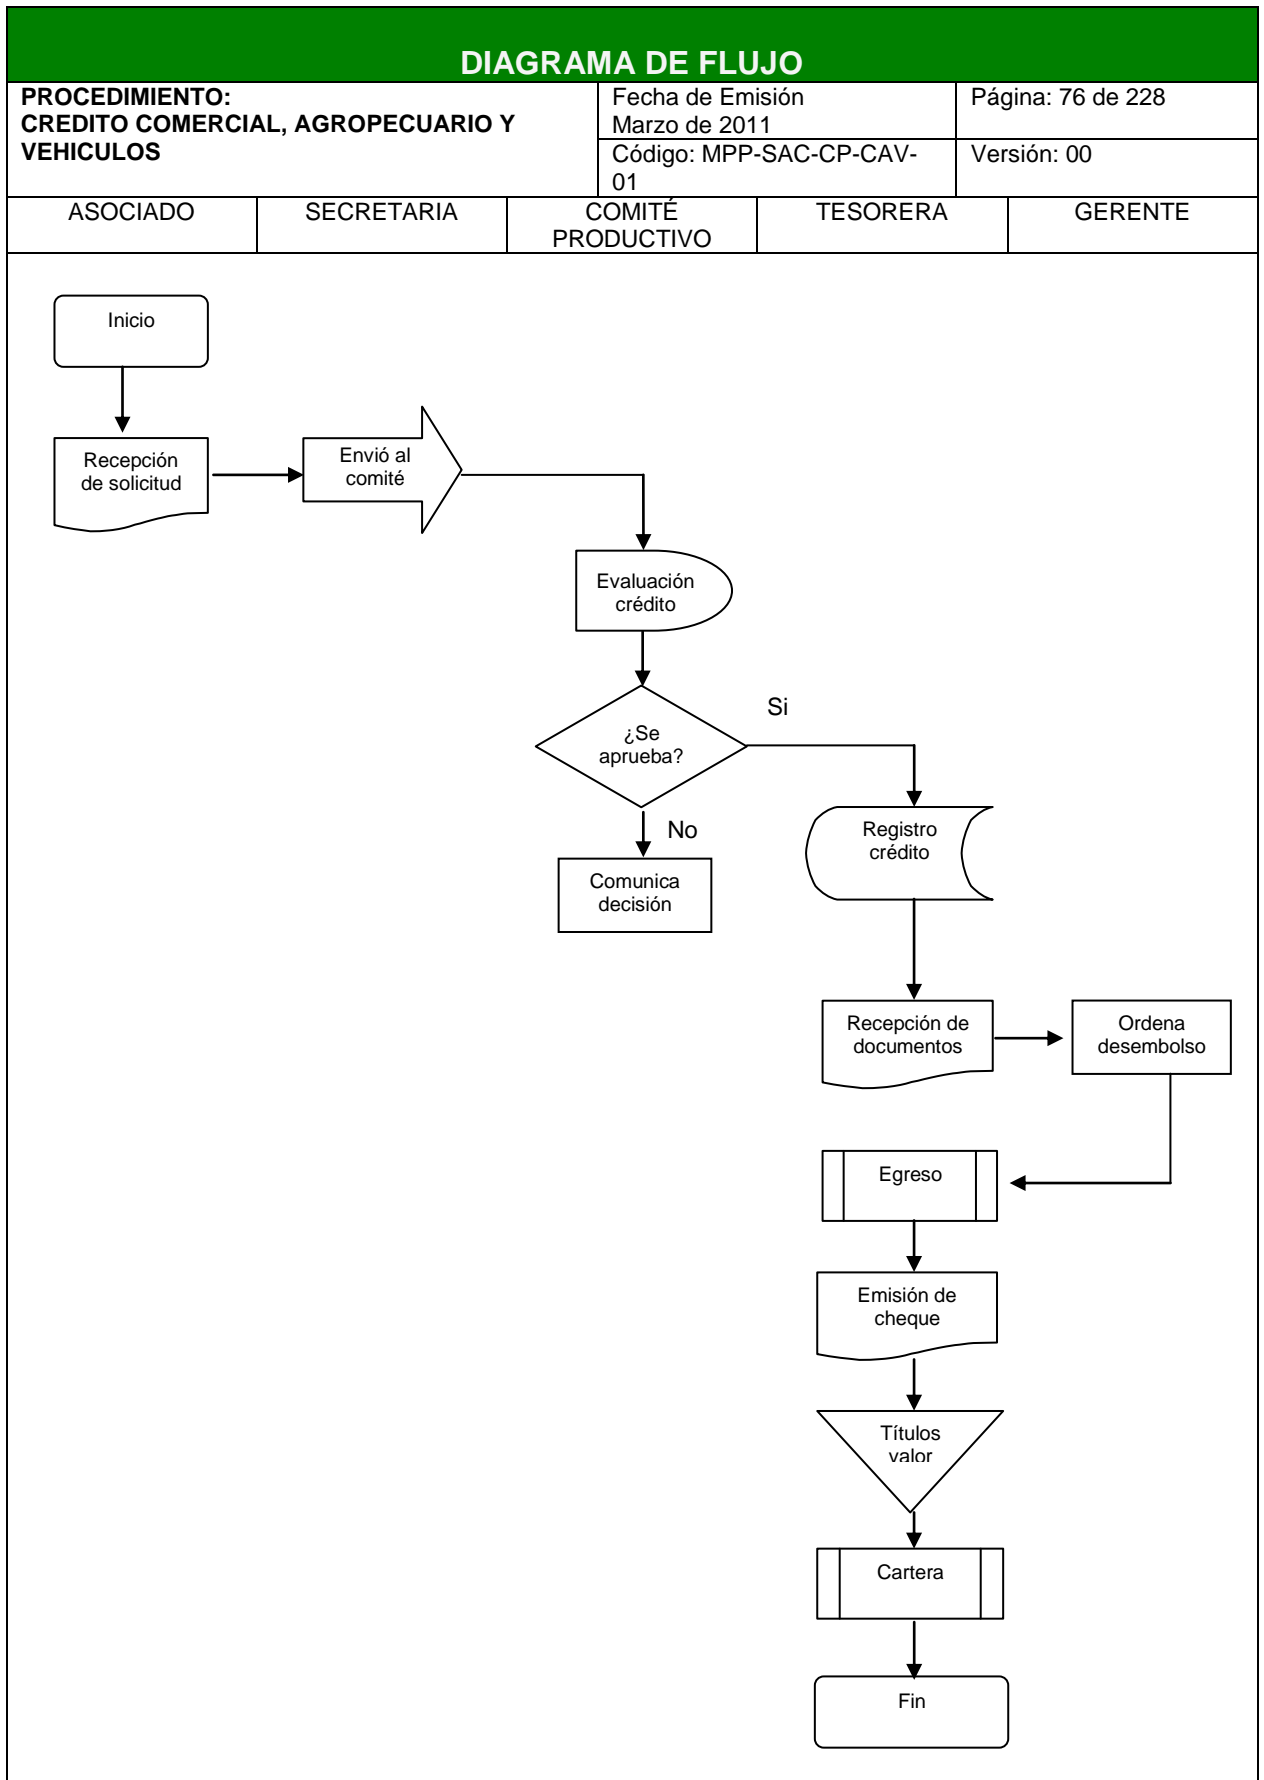 DIAGRAMA DE FLUJO
PROCEDIMIENTO:
CREDITO COMERCIAL, AGROPECUARIO Y
VEHICULOS
Fecha de Emisión
Marzo de 2011
Página: 76 de 228
Código: MPP-SAC-CP-CAV-
01
Versión: 00
ASOCIADO
SECRETARIA
COMITÉ
PRODUCTIVO
TESORERA
GERENTE
Inicio
Recepción
de solicitud
Envió al
comité
Evaluación
crédito
¿Se
aprueba?
Si
No
Comunica
decisión
Registro
crédito
Recepción de
documentos
Ordena
desembolso
Egreso
Emisión de
cheque
Títulos
valor
Cartera
Fin